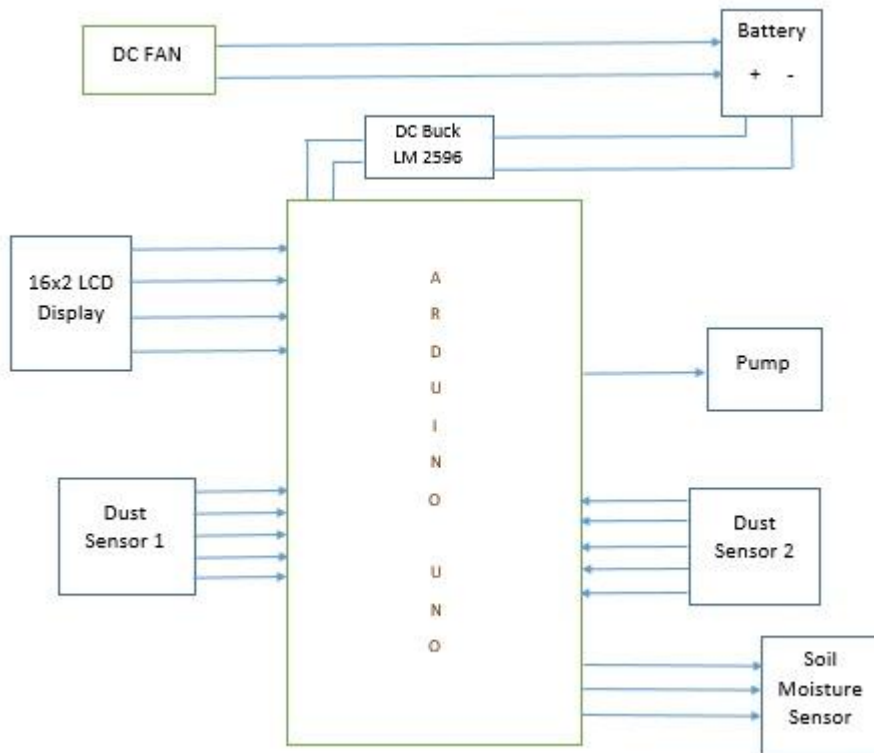 DC FAN
Battery
+ -
DC Buck
LM 2596
16x2 LCD
Display
A
R
D
U
I
N
O
U
N
O
Pump
Dust
Sensor 1
Dust
Sensor 2
Soil
Moisture
Sensor